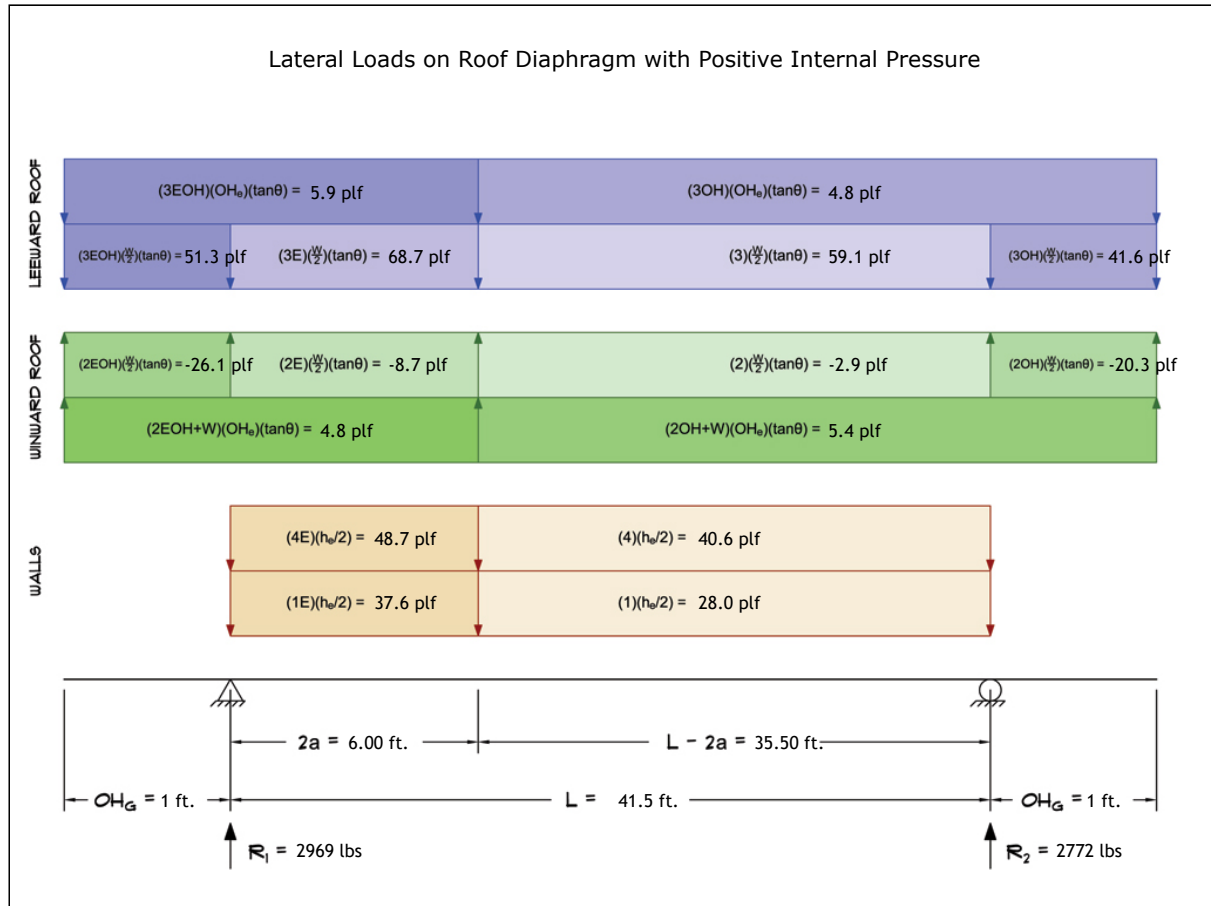 Lateral Loads on Roof Diaphragm with Positive Internal Pressure
LEEWARD ROOF
(3EOH)(OHₑ)(tanθ) = 5.9 plf
(3OH)(OHₑ)(tanθ) = 4.8 plf
(3EOH)(W/2)(tanθ) = 51.3 plf
(3E)(W/2)(tanθ) = 68.7 plf
(3)(W/2)(tanθ) = 59.1 plf
(3OH)(W/2)(tanθ) = 41.6 plf
WINWARD ROOF
(2EOH)(W/2)(tanθ) = -26.1 plf
(2E)(W/2)(tanθ) = -8.7 plf
(2)(W/2)(tanθ) = -2.9 plf
(2OH)(W/2)(tanθ) = -20.3 plf
(2EOH+W)(OHₑ)(tanθ) = 4.8 plf
(2OH+W)(OHₑ)(tanθ) = 5.4 plf
WALLS
(4E)(hₑ/2) = 48.7 plf
(4)(hₑ/2) = 40.6 plf
(1E)(hₑ/2) = 37.6 plf
(1)(hₑ/2) = 28.0 plf
2a = 6.00 ft.
L - 2a = 35.50 ft.
OH_G = 1 ft.
L = 41.5 ft.
OH_G = 1 ft.
R₁ = 2969 lbs
R₂ = 2772 lbs